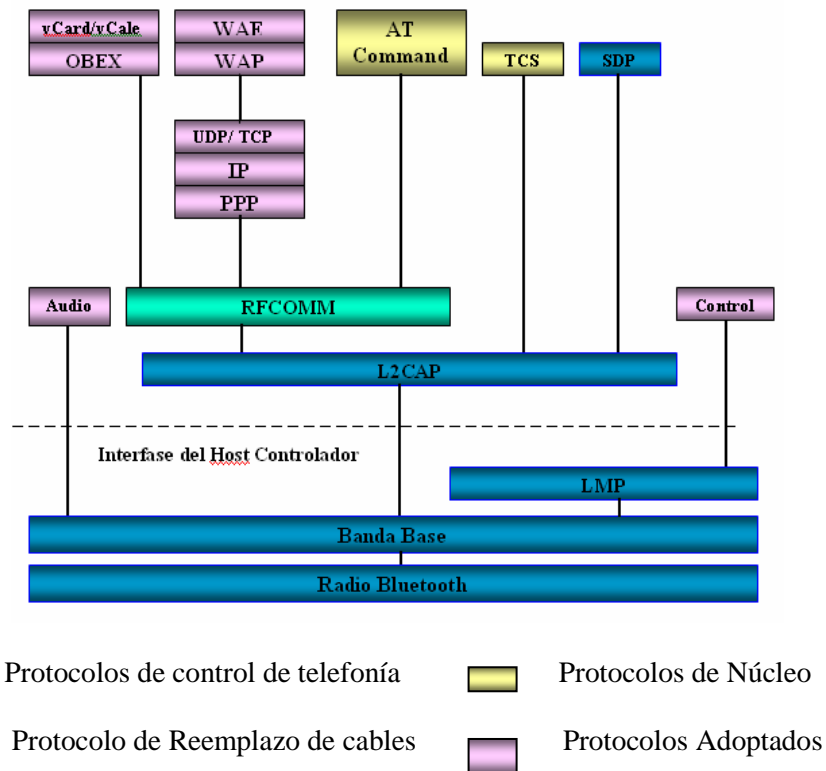 vCard/vCale
OBEX
WAE
WAP
AT
Command
TCS
SDP
UDP/ TCP
IP
PPP
Audio
RFCOMM
Control
L2CAP
Interfase del Host Controlador
LMP
Banda Base
Radio Bluetooth
Protocolos de control de telefonía
Protocolos de Núcleo
Protocolo de Reemplazo de cables
Protocolos Adoptados